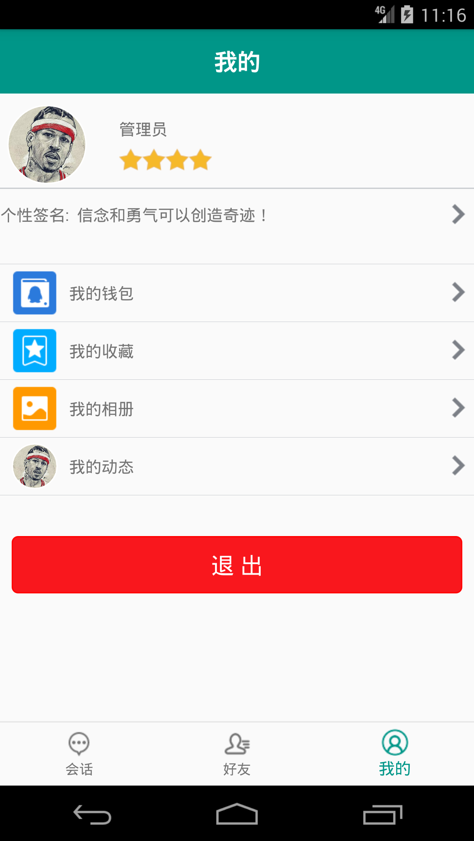 4G 11:16
我的
管理员
个性签名: 信念和勇气可以创造奇迹！
我的钱包
我的收藏
我的相册
我的动态
退 出
会话 好友 我的